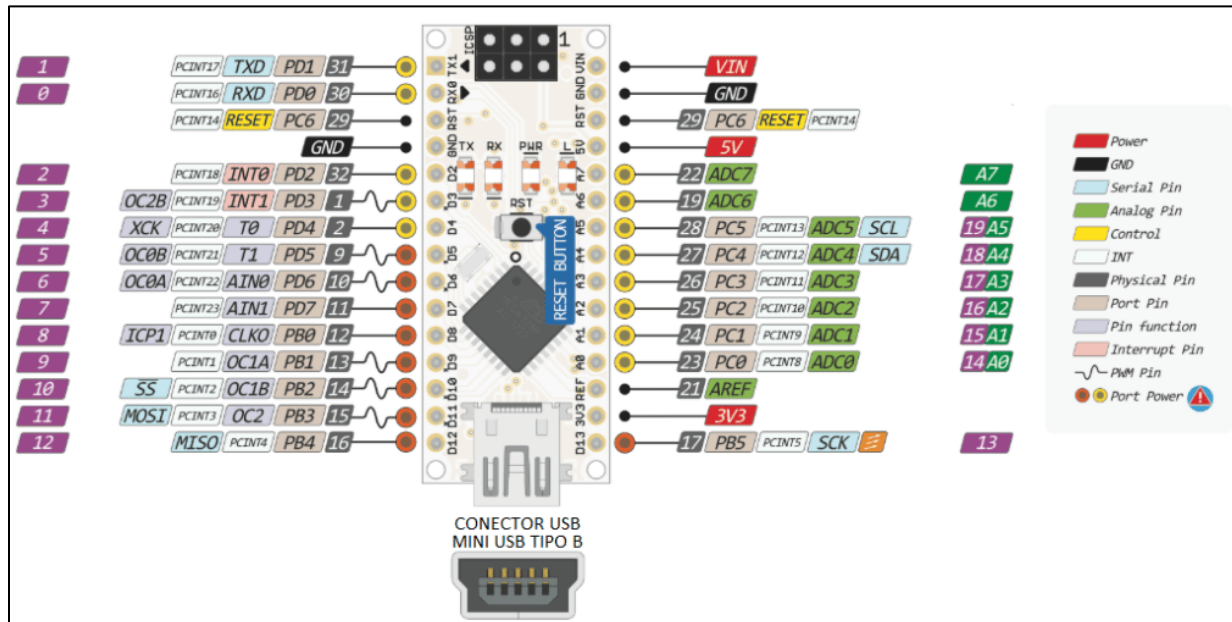 ICSP 1
1 PCINT17 TXD PD1 31 TX1 VIN VIN
0 PCINT16 RXD PD0 30 RX0 GND GND
PCINT14 RESET PC6 29 RST RST 29 PC6 RESET PCINT14
GND GND 5V 5V
TX RX PWR L
2 PCINT18 INT0 PD2 32 D2 A7 22 ADC7 A7
3 OC2B PCINT19 INT1 PD3 1 D3 A6 19 ADC6 A6
RST
4 XCK PCINT20 T0 PD4 2 D4 A5 28 PC5 PCINT13 ADC5 SCL 19 A5
5 OC0B PCINT21 T1 PD5 9 D5 A4 27 PC4 PCINT12 ADC4 SDA 18 A4
6 OC0A PCINT22 AIN0 PD6 10 D6 A3 26 PC3 PCINT11 ADC3 17 A3
7 PCINT23 AIN1 PD7 11 D7 A2 25 PC2 PCINT10 ADC2 16 A2
8 ICP1 PCINT0 CLKO PB0 12 D8 A1 24 PC1 PCINT9 ADC1 15 A1
9 PCINT1 OC1A PB1 13 D9 A0 23 PC0 PCINT8 ADC0 14 A0
10 SS PCINT2 OC1B PB2 14 D10 REF 21 AREF
11 MOSI PCINT3 OC2 PB3 15 D11 3V3 3V3
12 MISO PCINT4 PB4 16 D12 D13 17 PB5 PCINT5 SCK 13
RESET BUTTON
CONECTOR USB
MINI USB TIPO B
Power
GND
Serial Pin
Analog Pin
Control
INT
Physical Pin
Port Pin
Pin function
Interrupt Pin
PWM Pin
Port Power